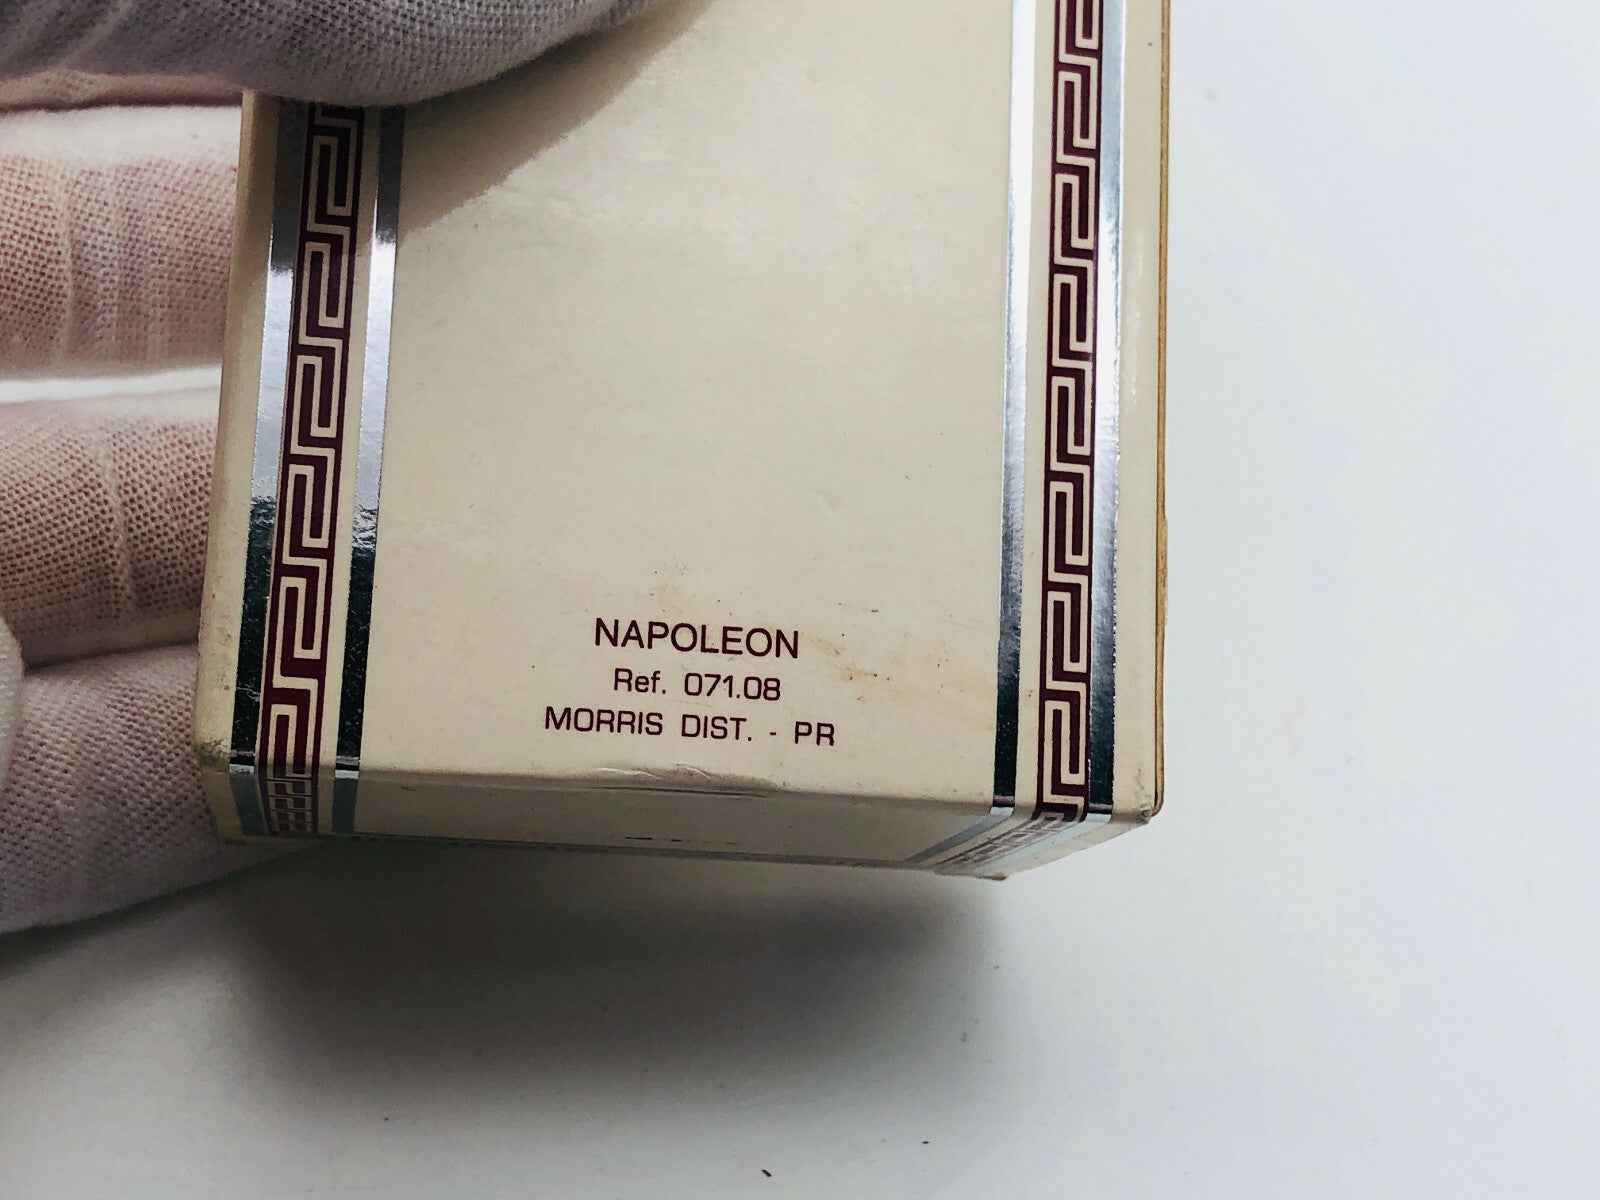 NAPOLEON
Ref. 071.08
MORRIS DIST. - PR